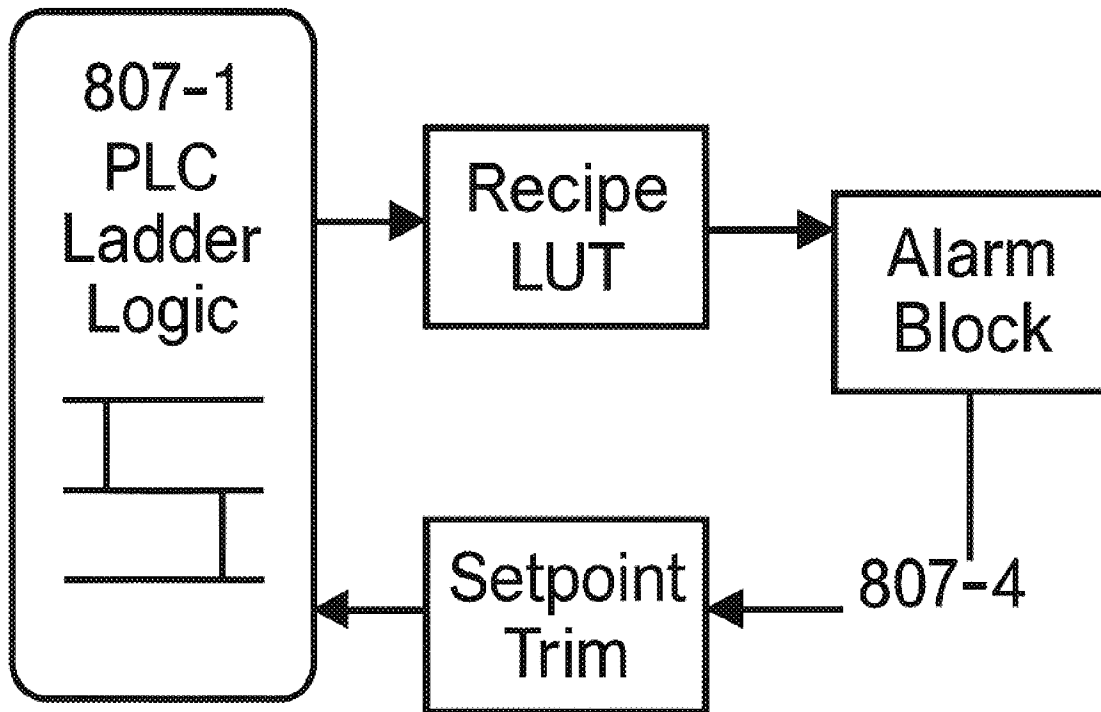 807-1
PLC
Ladder
Logic
Recipe
LUT
Alarm
Block
Setpoint
Trim
807-4